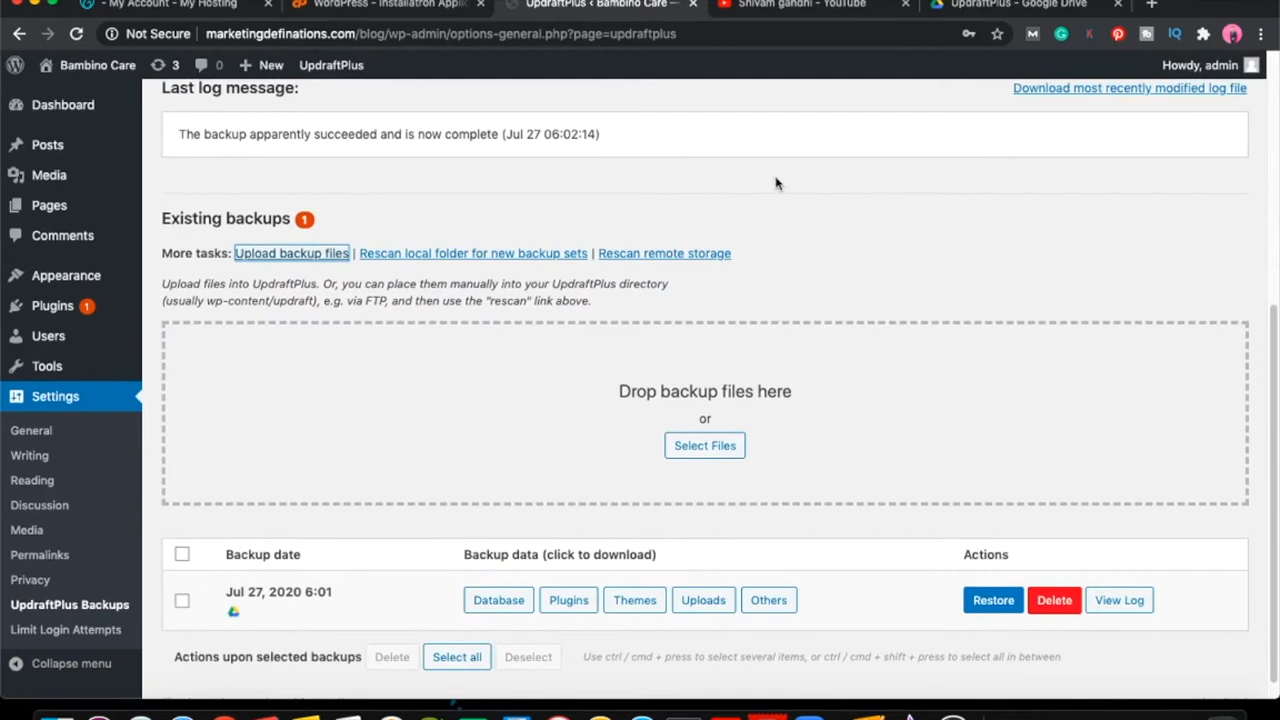 - My Account - My Hosting
WordPress - Installatron Applic
UpdraftPlus ‹ Bambino Care —
Shivam gandhi - YouTube
UpdraftPlus - Google Drive
Not Secure marketingdefinations.com/blog/wp-admin/options-general.php?page=updraftplus
Bambino Care 3 0 New UpdraftPlus Howdy, admin
Dashboard
Posts
Media
Pages
Comments
Appearance
Plugins 1
Users
Tools
Settings
General
Writing
Reading
Discussion
Media
Permalinks
Privacy
UpdraftPlus Backups
Limit Login Attempts
Collapse menu
Last log message: Download most recently modified log file
The backup apparently succeeded and is now complete (Jul 27 06:02:14)
Existing backups 1
More tasks: Upload backup files | Rescan local folder for new backup sets | Rescan remote storage
Upload files into UpdraftPlus. Or, you can place them manually into your UpdraftPlus directory
(usually wp-content/updraft), e.g. via FTP, and then use the "rescan" link above.
Drop backup files here
or
Select Files
Backup date Backup data (click to download) Actions
Jul 27, 2020 6:01 Database Plugins Themes Uploads Others Restore Delete View Log
Actions upon selected backups Delete Select all Deselect Use ctrl / cmd + press to select several items, or ctrl / cmd + shift + press to select all in between